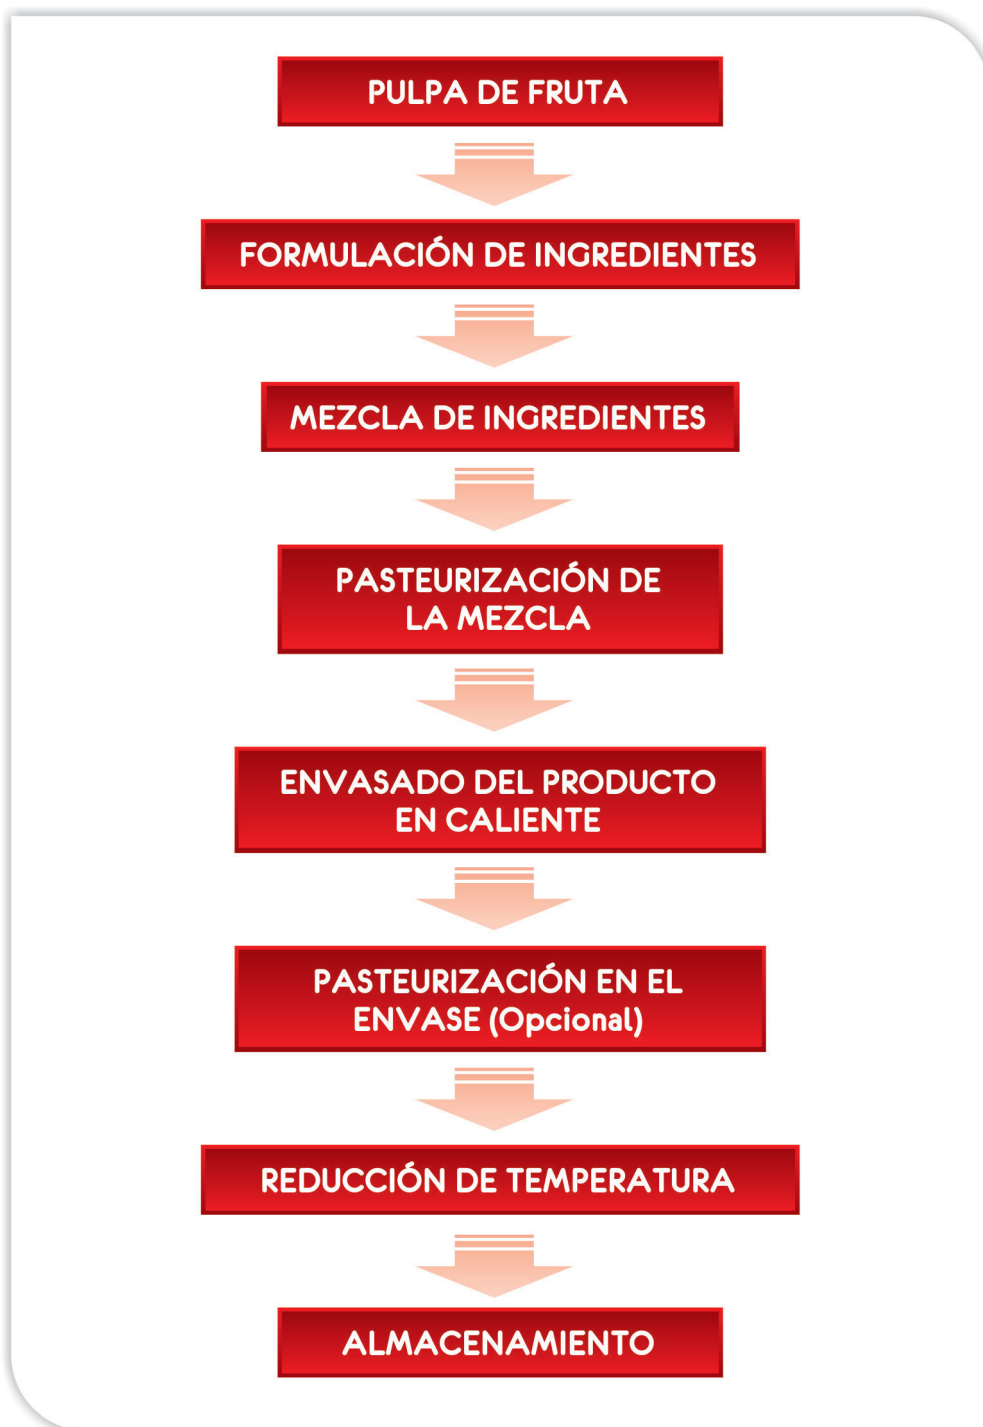 PULPA DE FRUTA
FORMULACIÓN DE INGREDIENTES
MEZCLA DE INGREDIENTES
PASTEURIZACIÓN DE
LA MEZCLA
ENVASADO DEL PRODUCTO
EN CALIENTE
PASTEURIZACIÓN EN EL
ENVASE (Opcional)
REDUCCIÓN DE TEMPERATURA
ALMACENAMIENTO